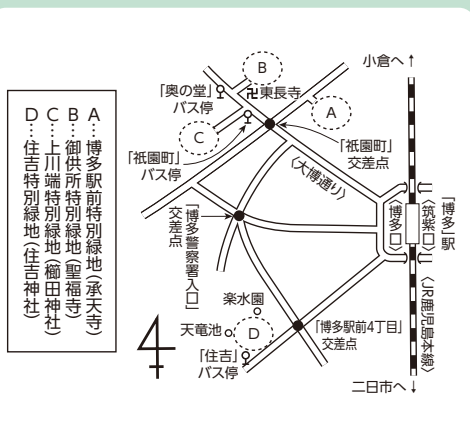 A…博多駅前特別緑地(承天寺)
B…御供所特別緑地(聖福寺)
C…上川端特別緑地(櫛田神社)
D…住吉特別緑地(住吉神社)
小倉へ↑
B
「奥の堂」
バス停
卍東長寺
A
C
「祇園町」
バス停
「祇園町」
交差点
〈大博通り〉
「博多警察署入口」
交差点
〈博多口〉
〈筑紫口〉
「博多」駅
〈JR鹿児島本線〉
楽水園
天竜池
D
「博多駅前4丁目」
交差点
「住吉」
バス停
二日市へ↓